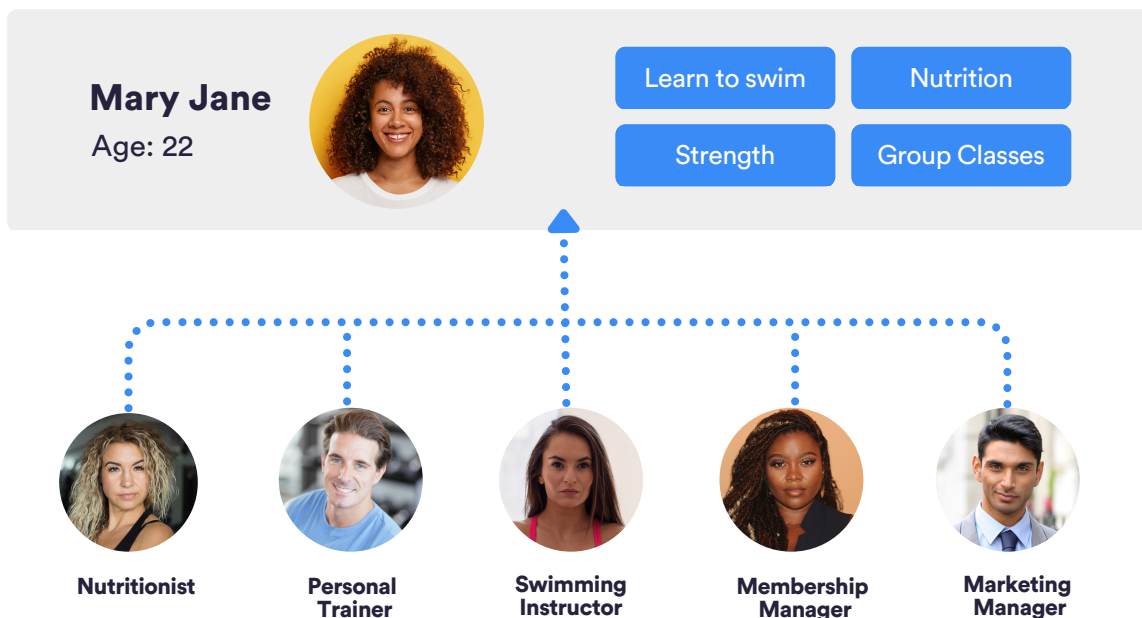 Mary Jane
Age: 22
Learn to swim
Nutrition
Strength
Group Classes
Nutritionist
Personal
Trainer
Swimming
Instructor
Membership
Manager
Marketing
Manager